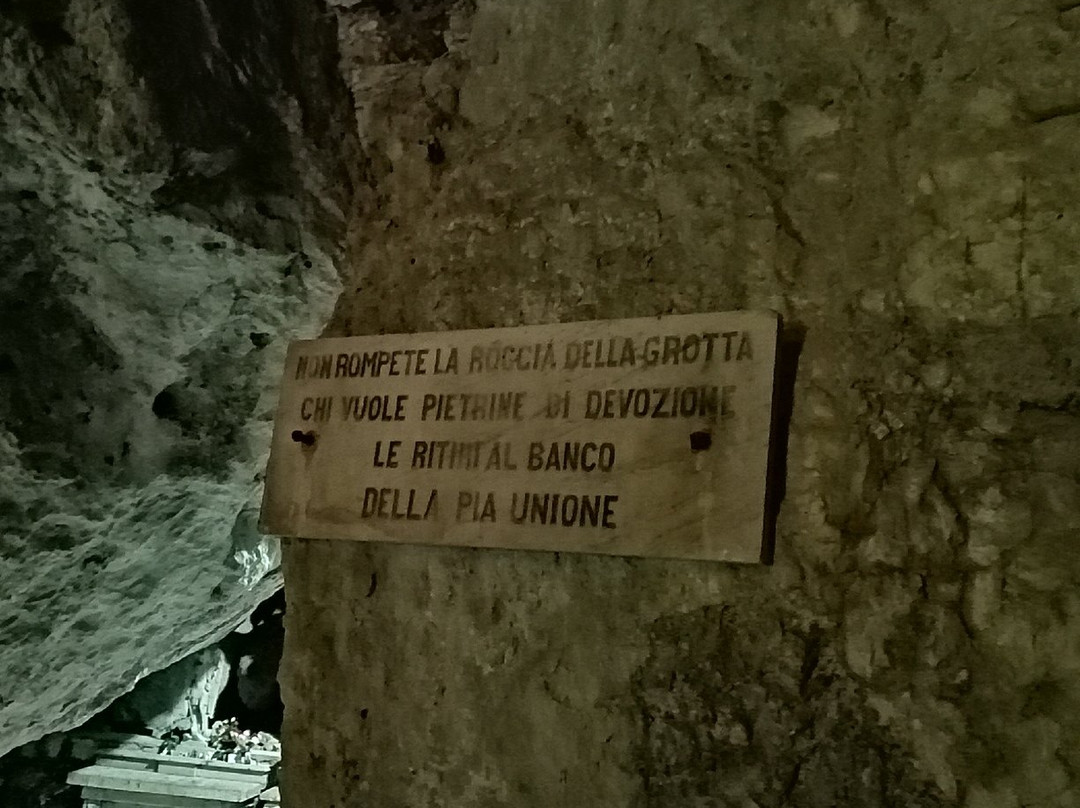 NON ROMPETE LA ROCCIA DELLA GROTTA
CHI VUOLE PIETRINE DI DEVOZIONE
LE RITIRI AL BANCO
DELLA PIA UNIONE